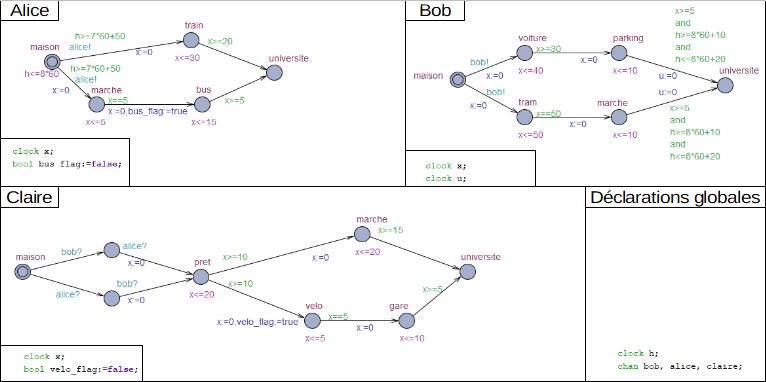 Alice
train
h>=7*60+50
alice!
x:=0
x>=20
x<=30
maison
h<=8*60
h>=7*60+50
alice!
x:=0
marche
x==5
x<=5
x:=0,bus_flag:=true
bus
x>=5
x<=15
universite
clock x;
bool bus flag:=false;
Bob
voiture
bob!
x:=0
x>=30
x<=40
x:=0
parking
x<=10
x>=5
and
h>=8*60+10
and
h<=8*60+20
maison
universite
u:=0
u:=0
bob!
x:=0
tram
x==50
x<=50
x:=0
marche
x<=10
x>=5
and
h>=8*60+10
and
h<=8*60+20
clock x;
clock u;
Claire
maison
bob?
alice?
x:=0
alice?
bob?
x:=0
pret
x<=20
x>=10
x:=0
marche
x>=15
x<=20
universite
x>=10
x:=0,velo_flag:=true
velo
x==5
x<=5
x:=0
gare
x>=5
x<=10
clock x;
bool velo_flag:=false;
Déclarations globales
clock h;
chan bob, alice, claire;